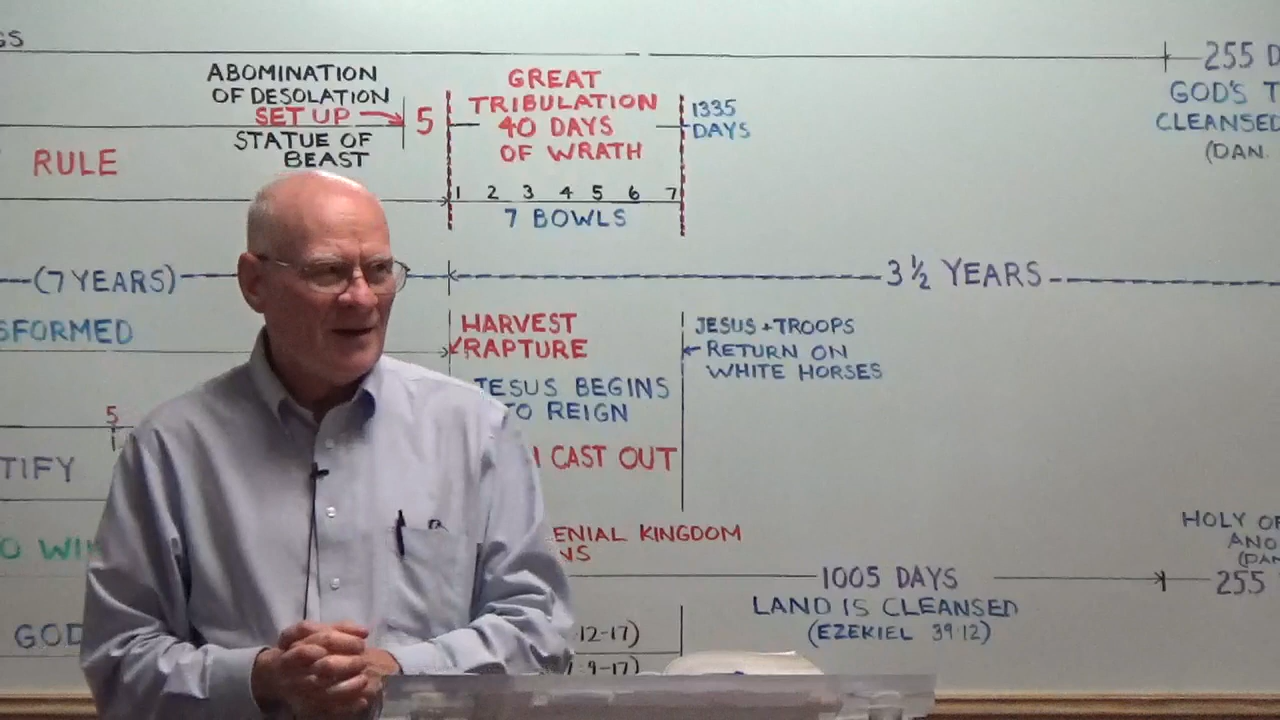 GS
ABOMINATION
OF DESOLATION
SET UP
STATUE OF
BEAST
5
GREAT
TRIBULATION
40 DAYS
OF WRATH
1335
DAYS
255 D
GOD'S T
CLEANSED
(DAN.
RULE
1 2 3 4 5 6 7
7 BOWLS
(7 YEARS)
3 ½ YEARS
SFORMED
HARVEST
RAPTURE
JESUS + TROOPS
RETURN ON
WHITE HORSES
JESUS BEGINS
TO REIGN
5
TIFY
CAST OUT
O WI
ENIAL KINGDOM
NS
HOLY OF
ANO
(DAN
1005 DAYS
255
LAND IS CLEANSED
(EZEKIEL 39:12)
GOD
12-17)
9-17)